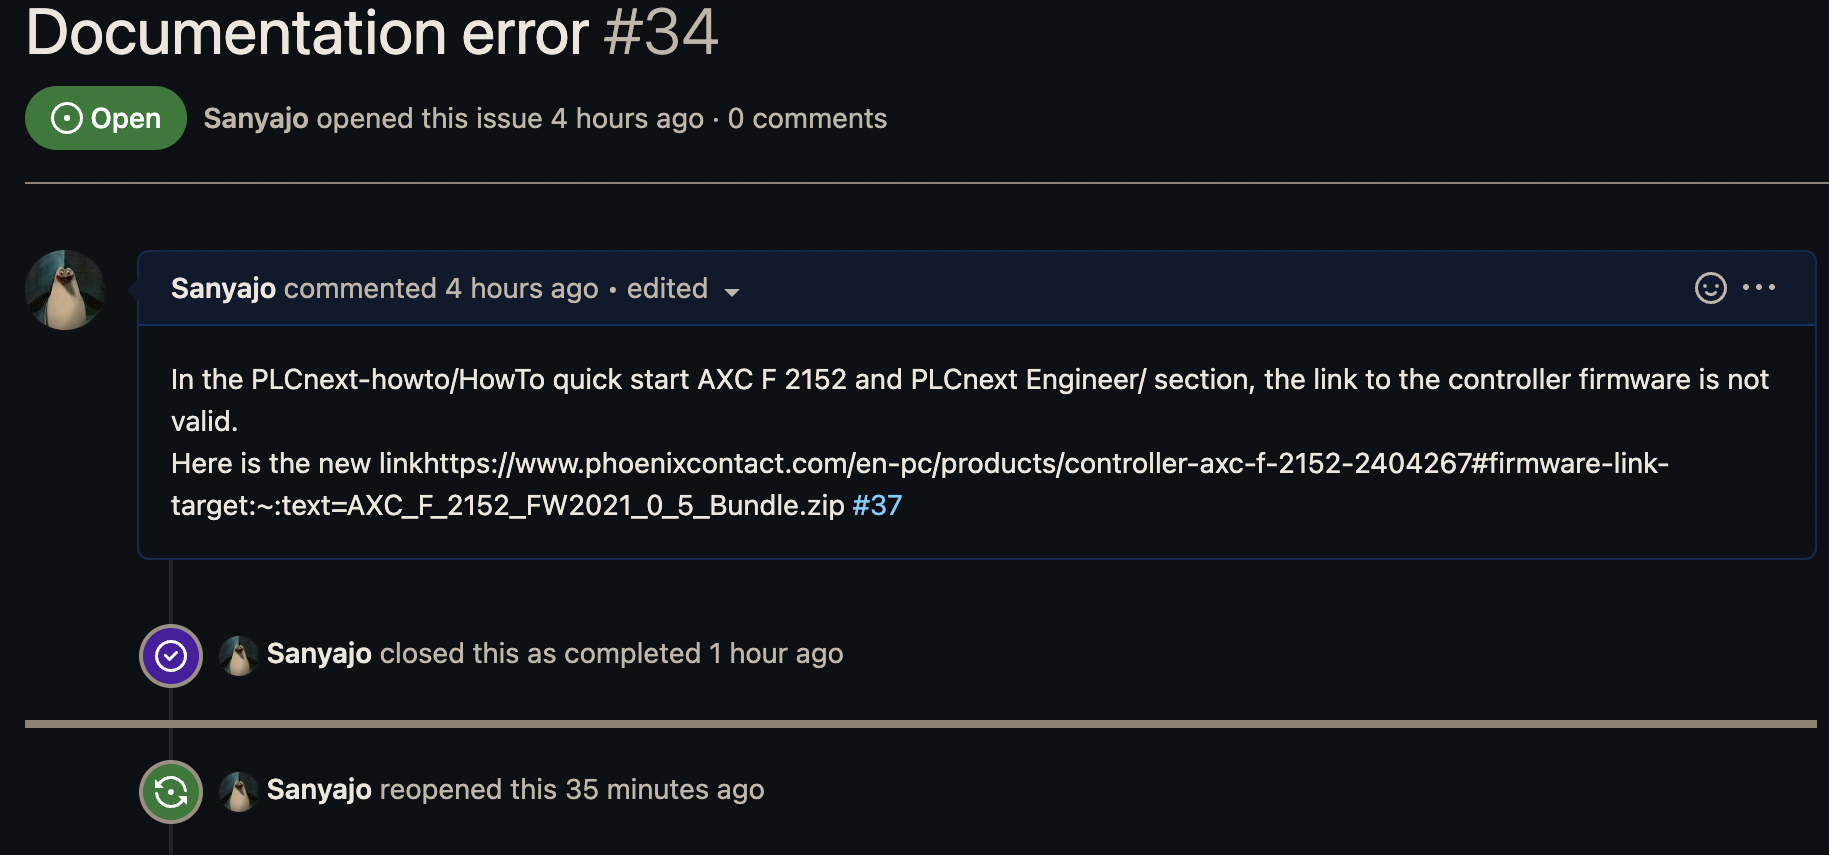 Documentation error #34
Open
Sanyajo opened this issue 4 hours ago · 0 comments
Sanyajo commented 4 hours ago • edited
In the PLCnext-howto/HowTo quick start AXC F 2152 and PLCnext Engineer/ section, the link to the controller firmware is not
valid.
Here is the new linkhttps://www.phoenixcontact.com/en-pc/products/controller-axc-f-2152-2404267#firmware-link-
target:~:text=AXC_F_2152_FW2021_0_5_Bundle.zip #37
Sanyajo closed this as completed 1 hour ago
Sanyajo reopened this 35 minutes ago